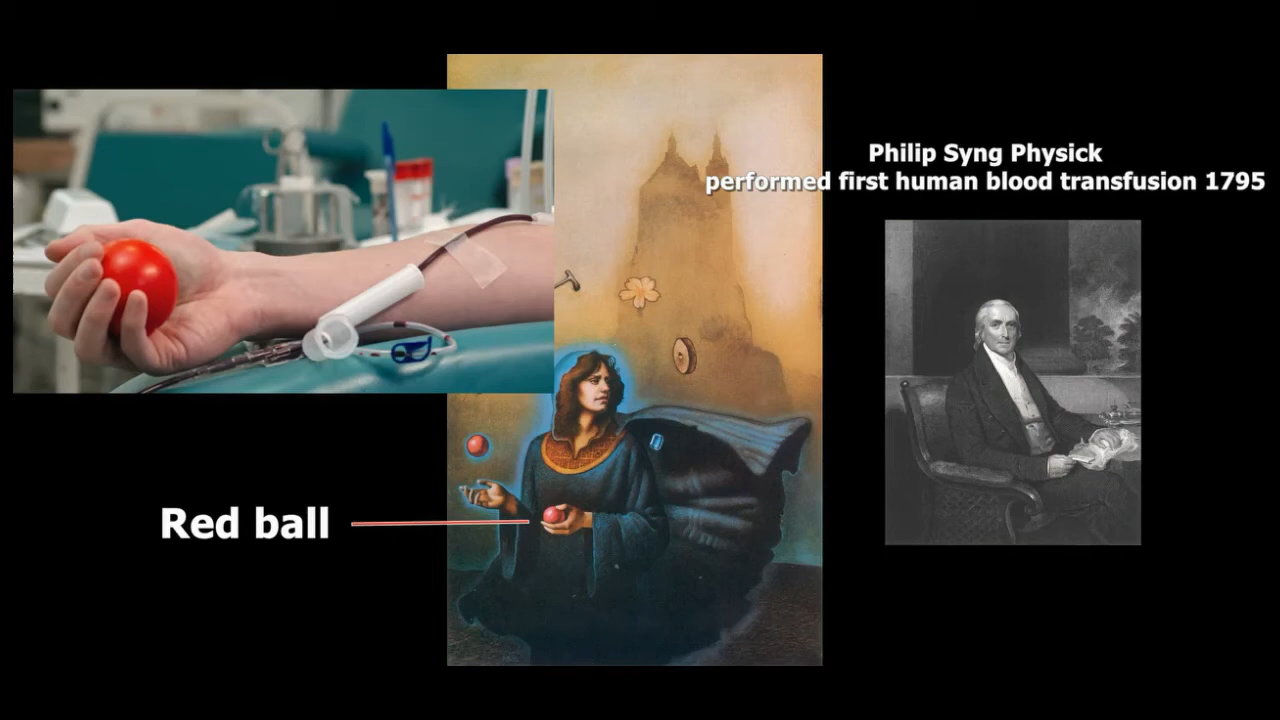 Philip Syng Physick
performed first human blood transfusion 1795
Red ball